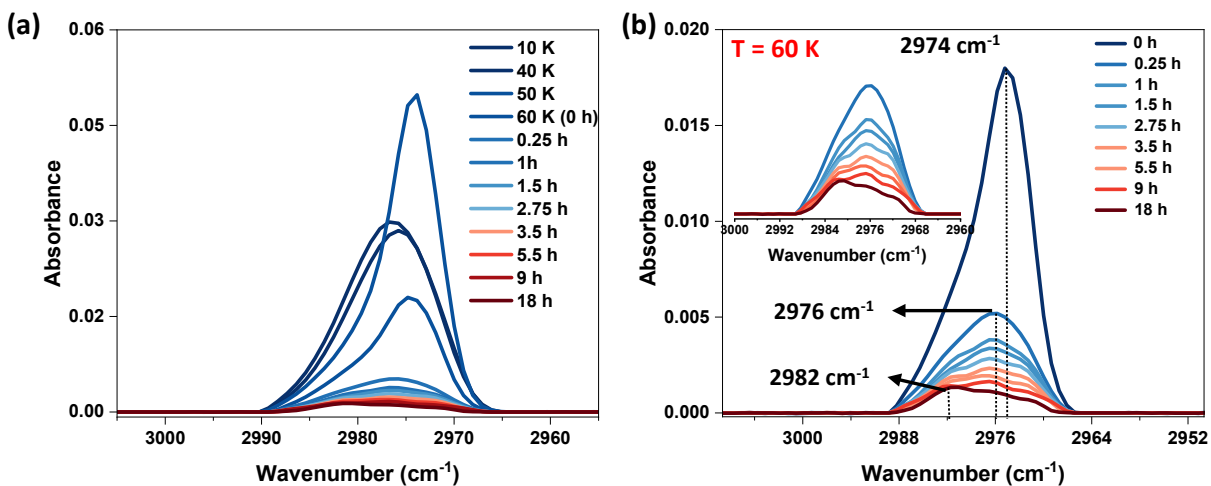 (a)
0.06
0.05
0.03
0.02
0.00
Absorbance
3000 2990 2980 2970 2960
Wavenumber (cm-1)
10 K
40 K
50 K
60 K (0 h)
0.25 h
1h
1.5 h
2.75 h
3.5 h
5.5 h
9 h
18 h
(b)
0.020
0.015
0.010
0.005
0.000
Absorbance
3000 2988 2976 2964 2952
Wavenumber (cm-1)
T = 60 K
2974 cm-1
3000 2992 2984 2976 2968 2960
Wavenumber (cm-1)
2976 cm-1
2982 cm-1
0 h
0.25 h
1 h
1.5 h
2.75 h
3.5 h
5.5 h
9 h
18 h